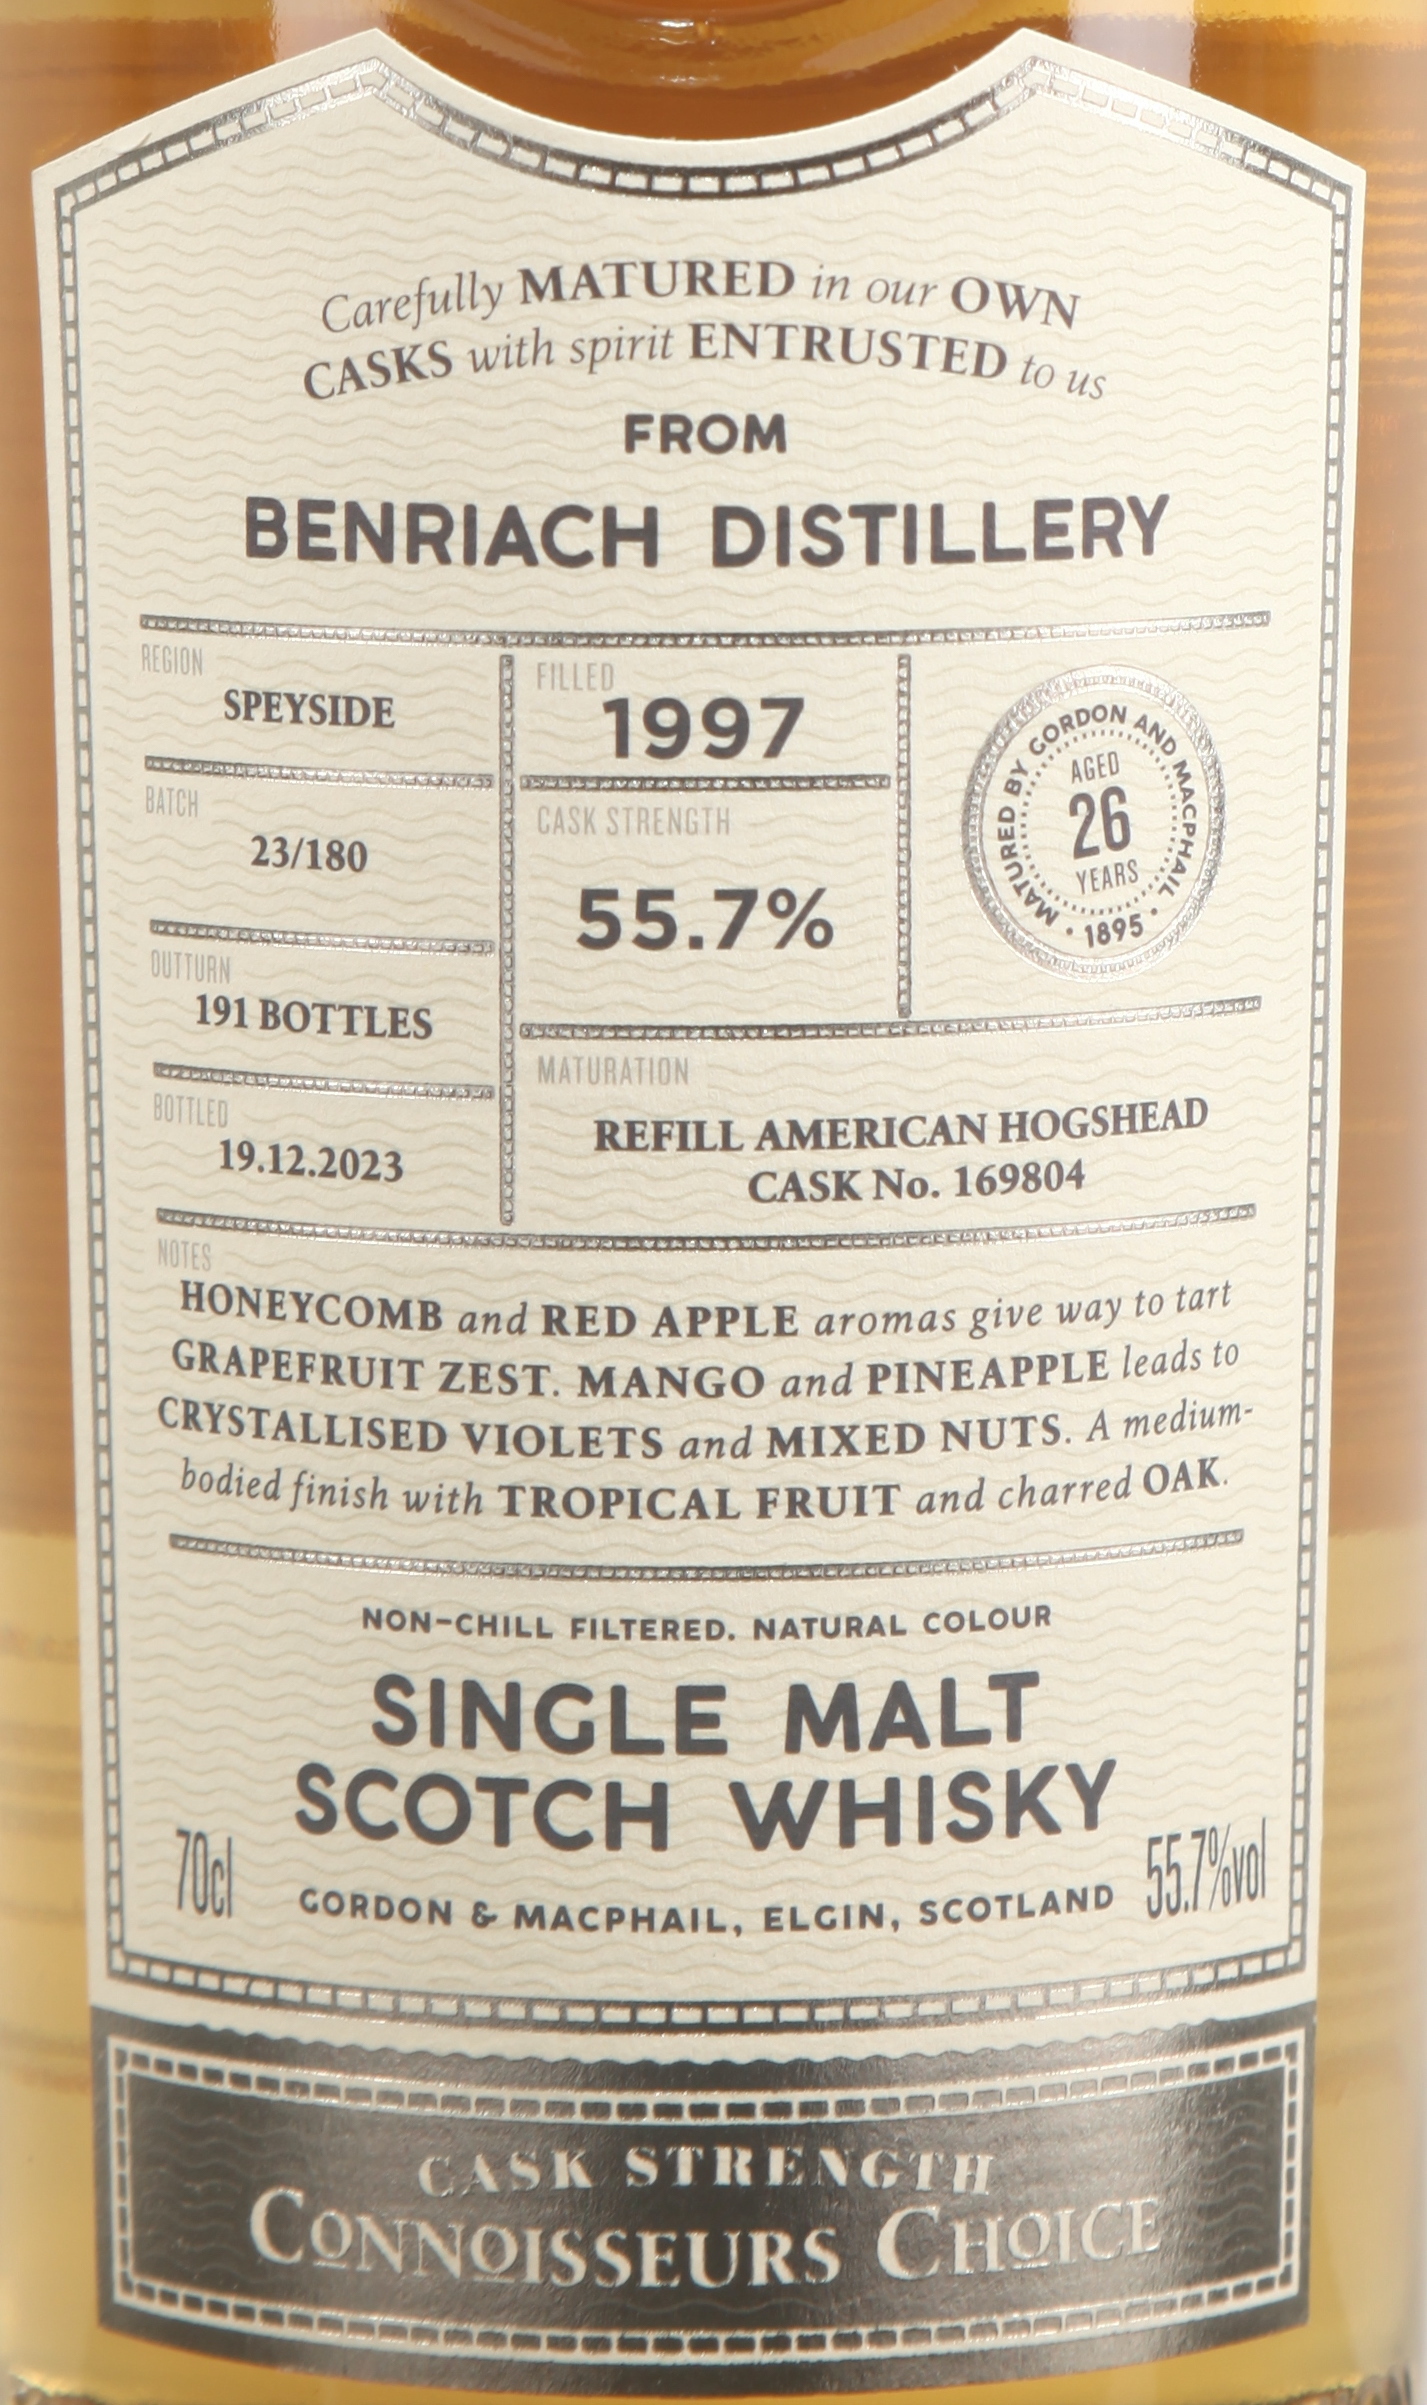 Carefully MATURED in our OWN
CASKS with spirit ENTRUSTED to us
FROM
BENRIACH DISTILLERY
REGION
SPEYSIDE
BATCH
23/180
OUTTURN
191 BOTTLES
BOTTLED
19.12.2023
FILLED
1997
CASK STRENGTH
55.7%
MATURED BY GORDON AND MACPHAIL
AGED
26
YEARS
• 1895 •
MATURATION
REFILL AMERICAN HOGSHEAD
CASK No. 169804
NOTES
HONEYCOMB and RED APPLE aromas give way to tart
GRAPEFRUIT ZEST. MANGO and PINEAPPLE leads to
CRYSTALLISED VIOLETS and MIXED NUTS. A medium-
bodied finish with TROPICAL FRUIT and charred OAK.
NON-CHILL FILTERED. NATURAL COLOUR
SINGLE MALT
SCOTCH WHISKY
70cl
GORDON & MACPHAIL, ELGIN, SCOTLAND
55.7%vol
CASK STRENGTH
CONNOISSEURS CHOICE